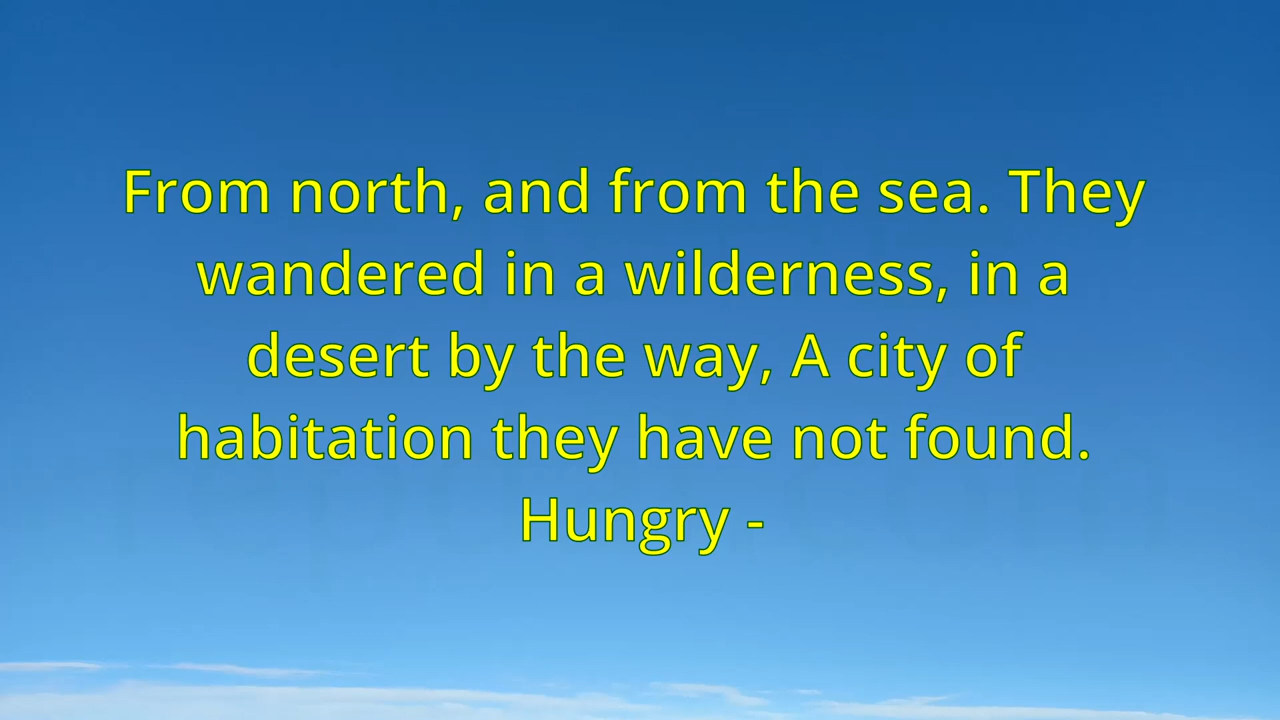 From north, and from the sea. They
wandered in a wilderness, in a
desert by the way, A city of
habitation they have not found.
Hungry -